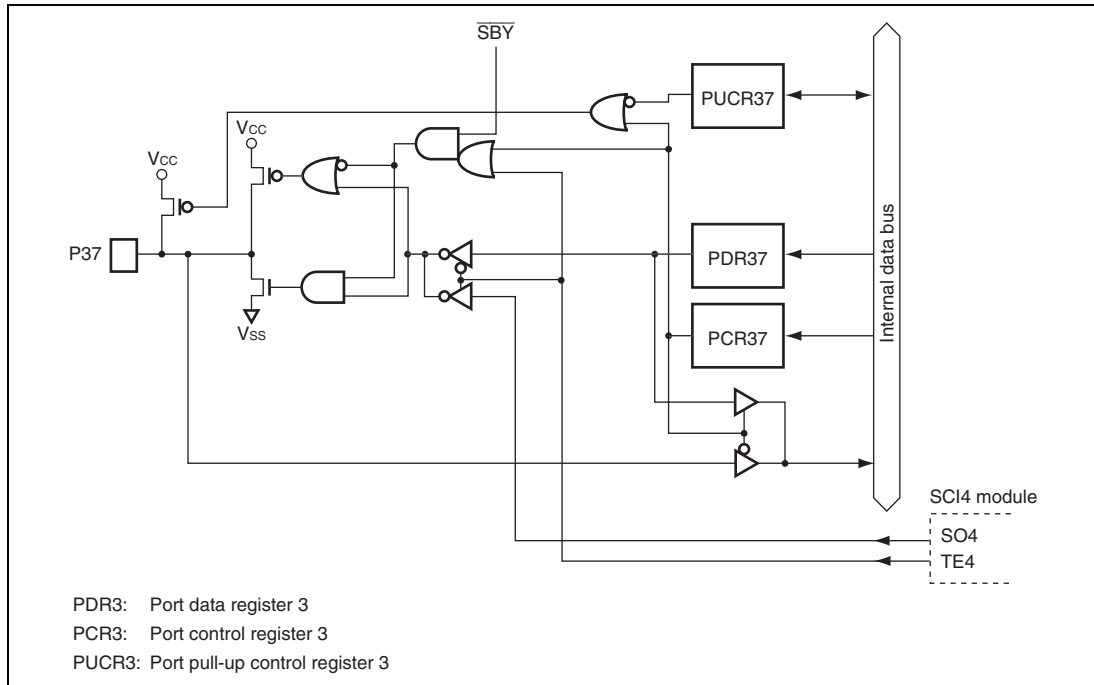 SBY
PUCR37
VCC
VCC
P37
PDR37
VSS
PCR37
Internal data bus
SCI4 module
SO4
TE4
PDR3: Port data register 3
PCR3: Port control register 3
PUCR3: Port pull-up control register 3